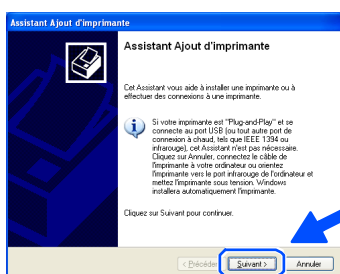 Assistant Ajout d'imprimante
Assistant Ajout d'imprimante
Cet Assistant vous aide à installer une imprimante ou à
effectuer des connexions à une imprimante.
Si votre imprimante est "Plug-and-Play" et se
connecte au port USB (ou tout autre port de
connexion à chaud, tels que IEEE 1394 ou
infrarouge), cet Assistant n'est pas nécessaire.
Cliquez sur Annuler, connectez le câble de
l'imprimante à votre ordinateur ou orientez
l'imprimante vers le port infrarouge de l'ordinateur et
mettez l'imprimante sous tension. Windows
installera automatiquement l'imprimante.
Cliquez sur Suivant pour continuer.
< Précédent Suivant > Annuler